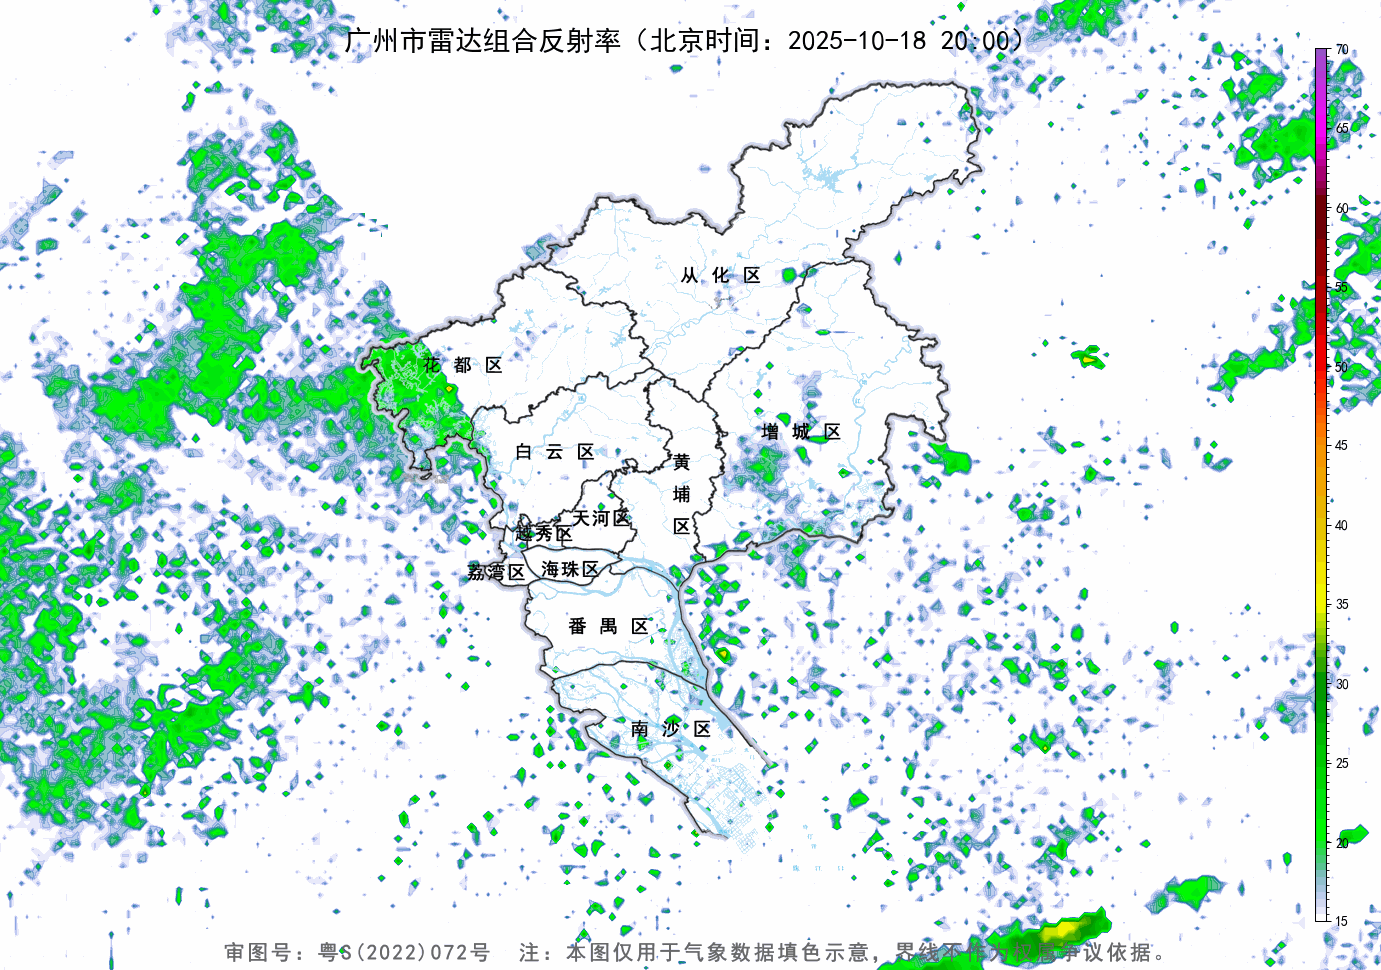 广州市雷达组合反射率（北京时间：2025-10-18 20:00）
70
65
60
55
50
45
40
35
30
25
20
15
从化区
花都区
增城区
白云区
黄埔区
天河区
越秀区
海珠区
荔湾区
番禺区
南沙区
审图号：粤S(2022)072号 注：本图仅用于气象数据填色示意，界线不作为权属争议依据。